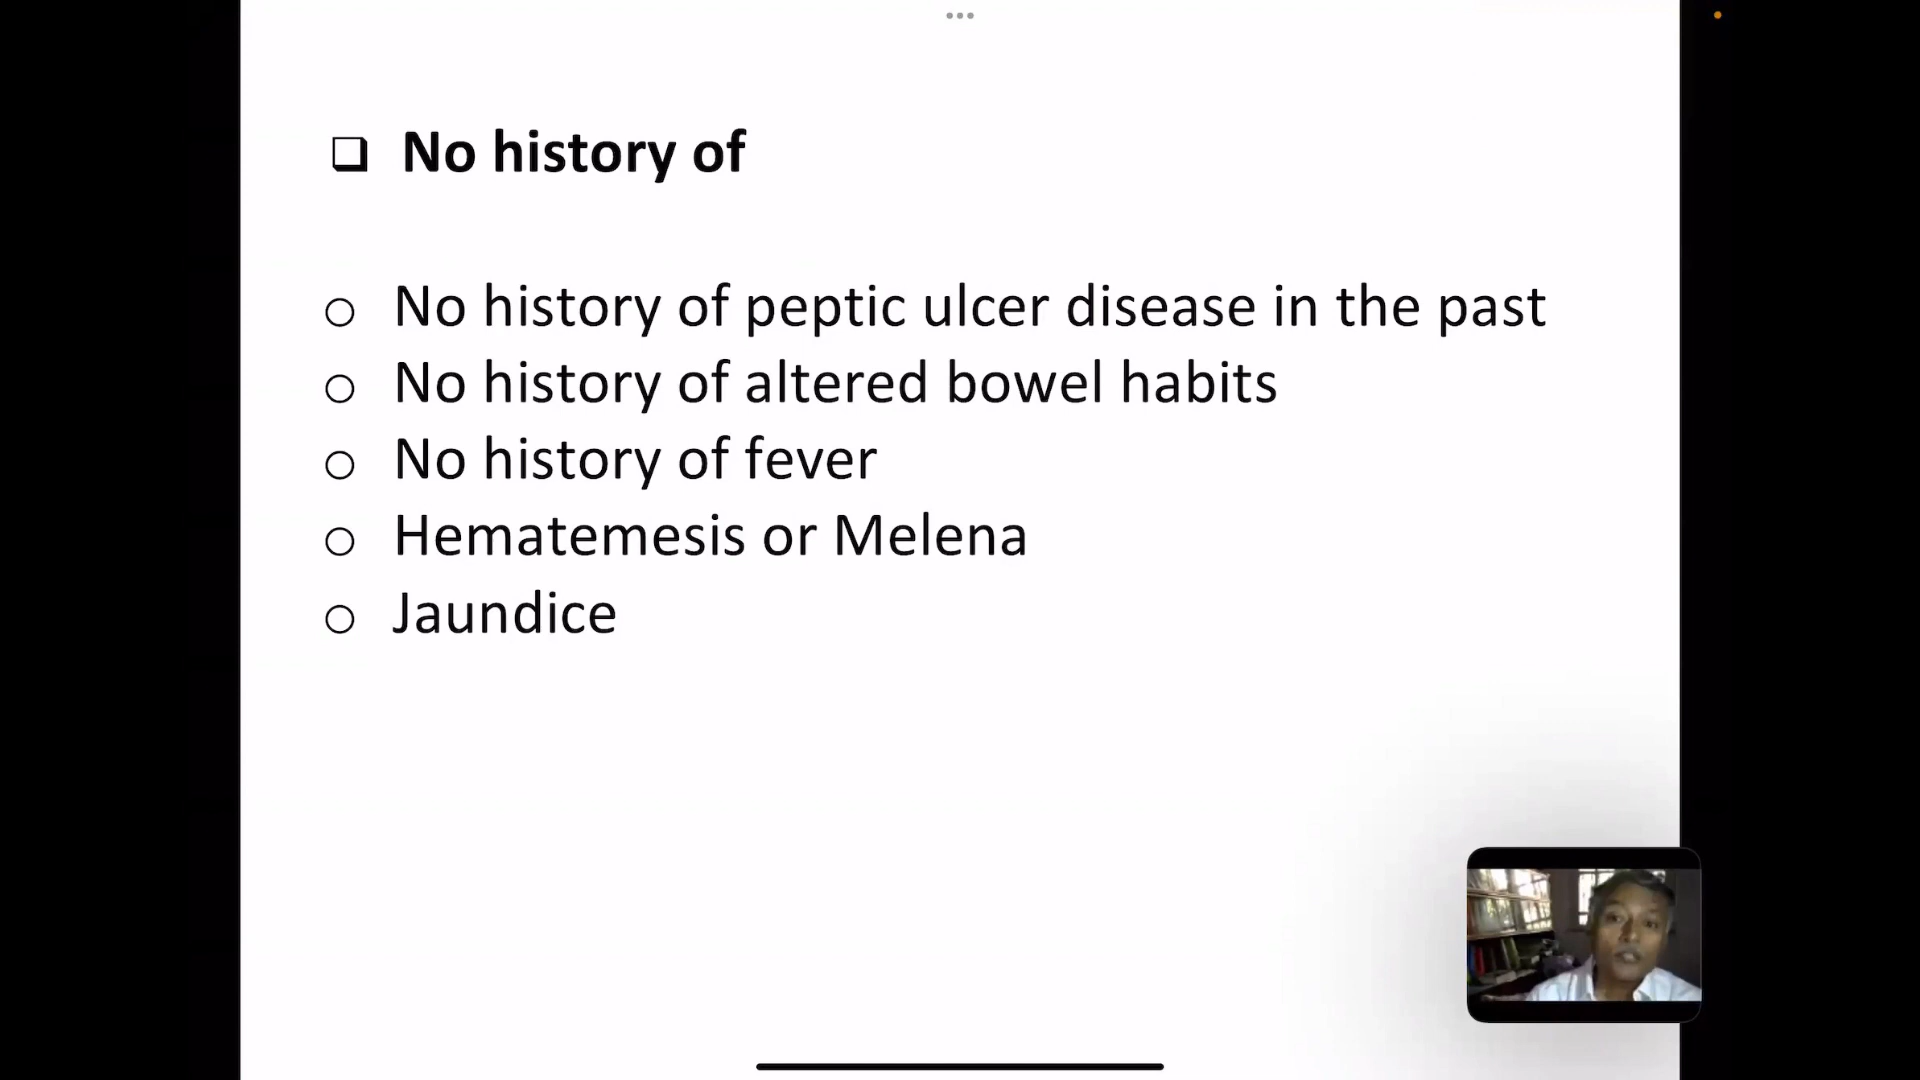 No history of
No history of peptic ulcer disease in the past
No history of altered bowel habits
No history of fever
Hematemesis or Melena
Jaundice